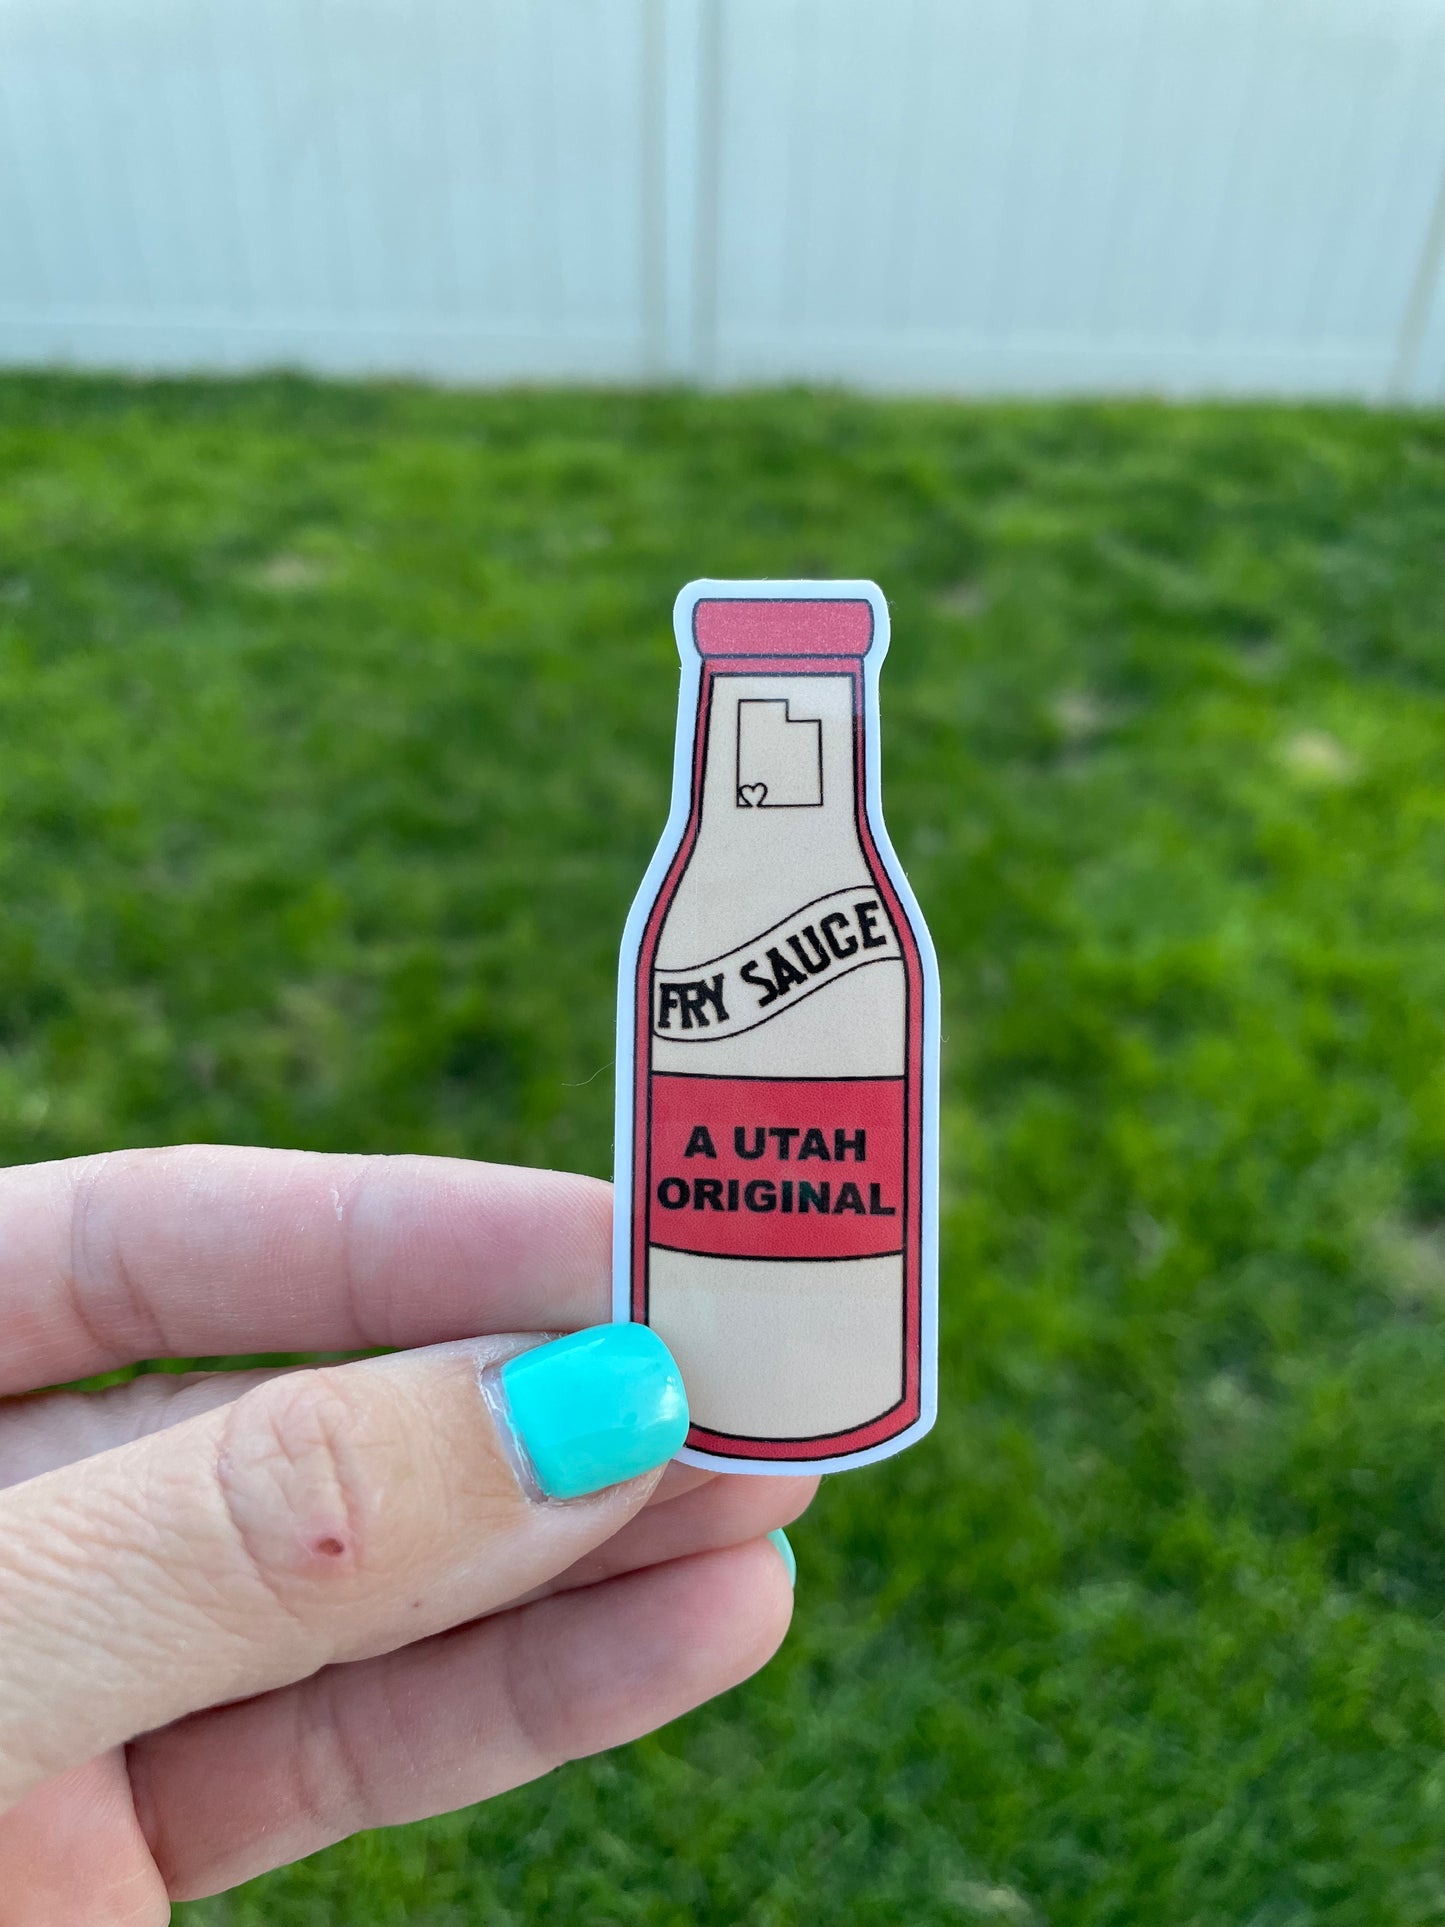 FRY SAUCE
A UTAH
ORIGINAL